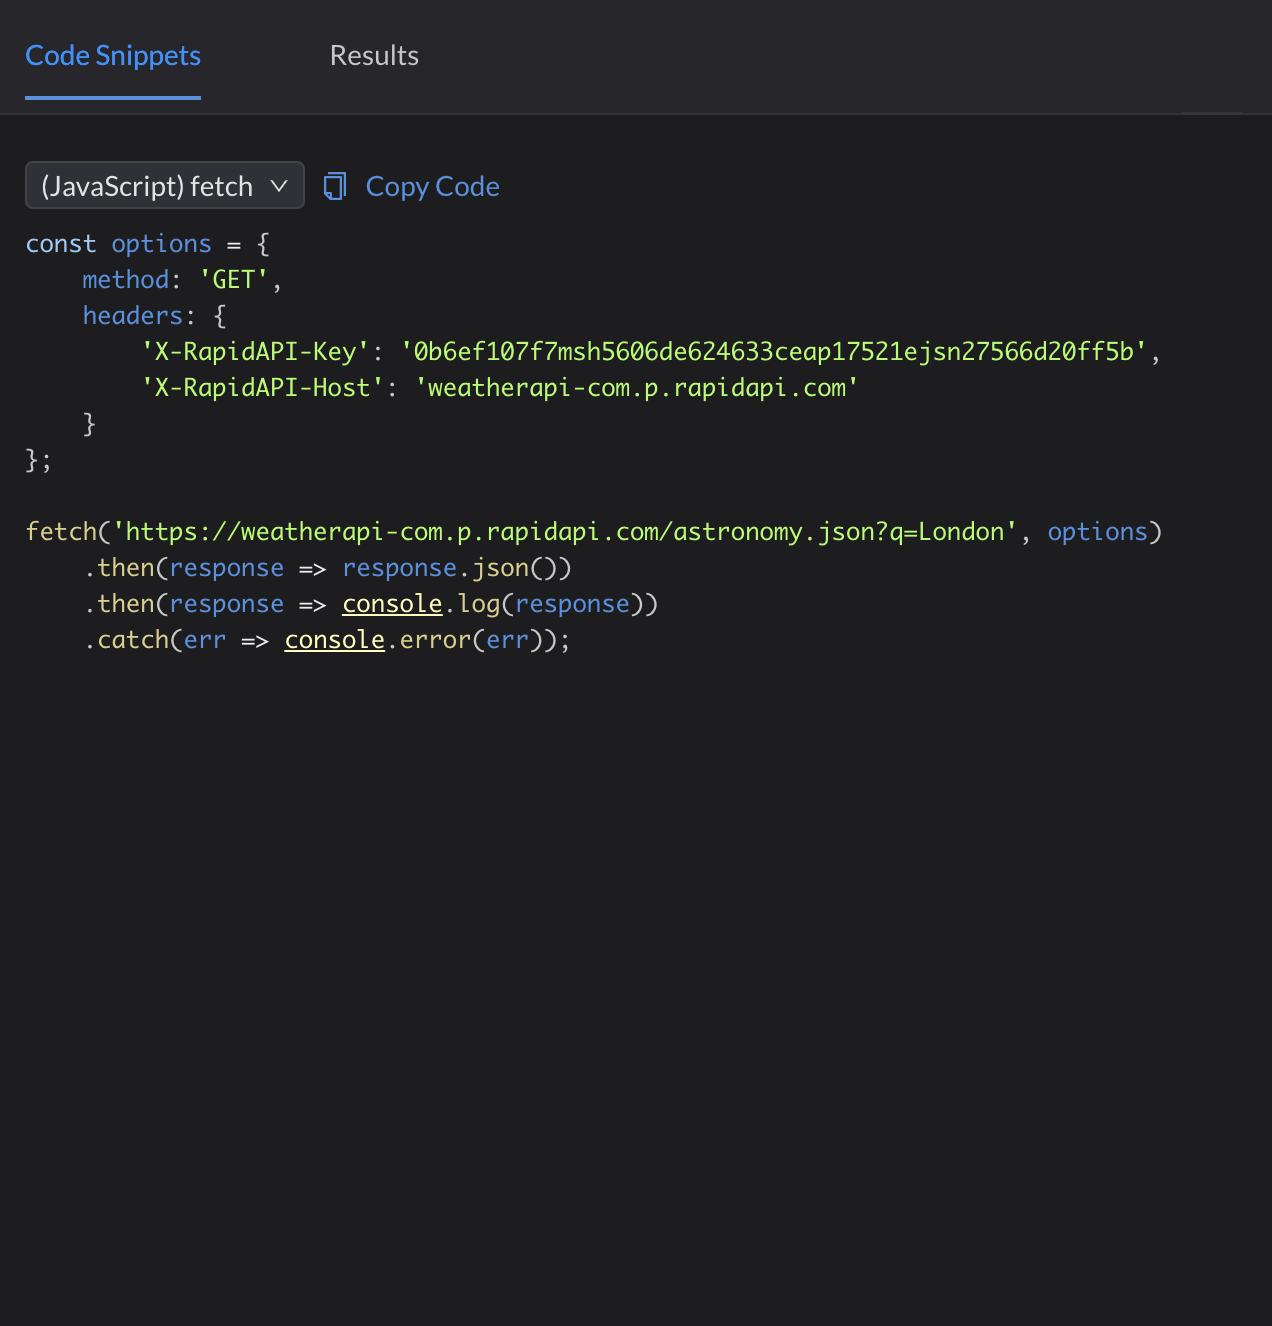 Code Snippets Results
(JavaScript) fetch Copy Code
const options = {
    method: 'GET',
    headers: {
        'X-RapidAPI-Key': '0b6ef107f7msh5606de624633ceap17521ejsn27566d20ff5b',
        'X-RapidAPI-Host': 'weatherapi-com.p.rapidapi.com'
    }
};
fetch('https://weatherapi-com.p.rapidapi.com/astronomy.json?q=London', options)
    .then(response => response.json())
    .then(response => console.log(response))
    .catch(err => console.error(err));